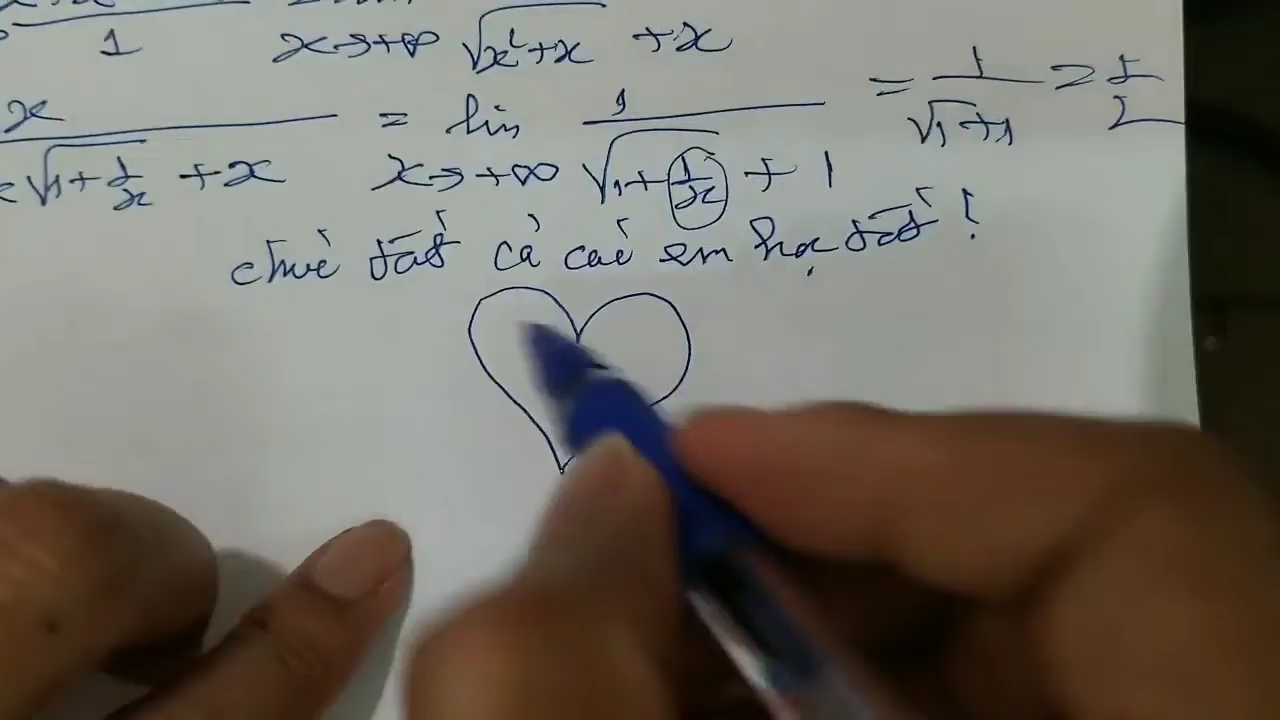 1 x→+∞ √x²+x +x
x / √1+1/x +x = lim x→+∞ 1 / √1+1/x + 1 = 1 / √1+1 = 1/2
chúc tất cả các em học tốt !